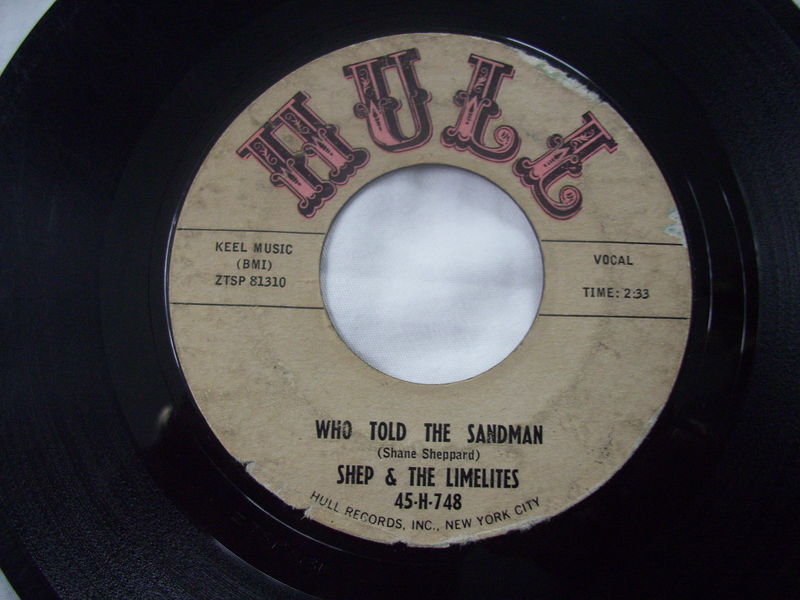 HULL
KEEL MUSIC
(BMI)
ZTSP 81310
VOCAL
TIME: 2:33
WHO TOLD THE SANDMAN
(Shane Sheppard)
SHEP & THE LIMELITES
45-H-748
HULL RECORDS, INC., NEW YORK CITY